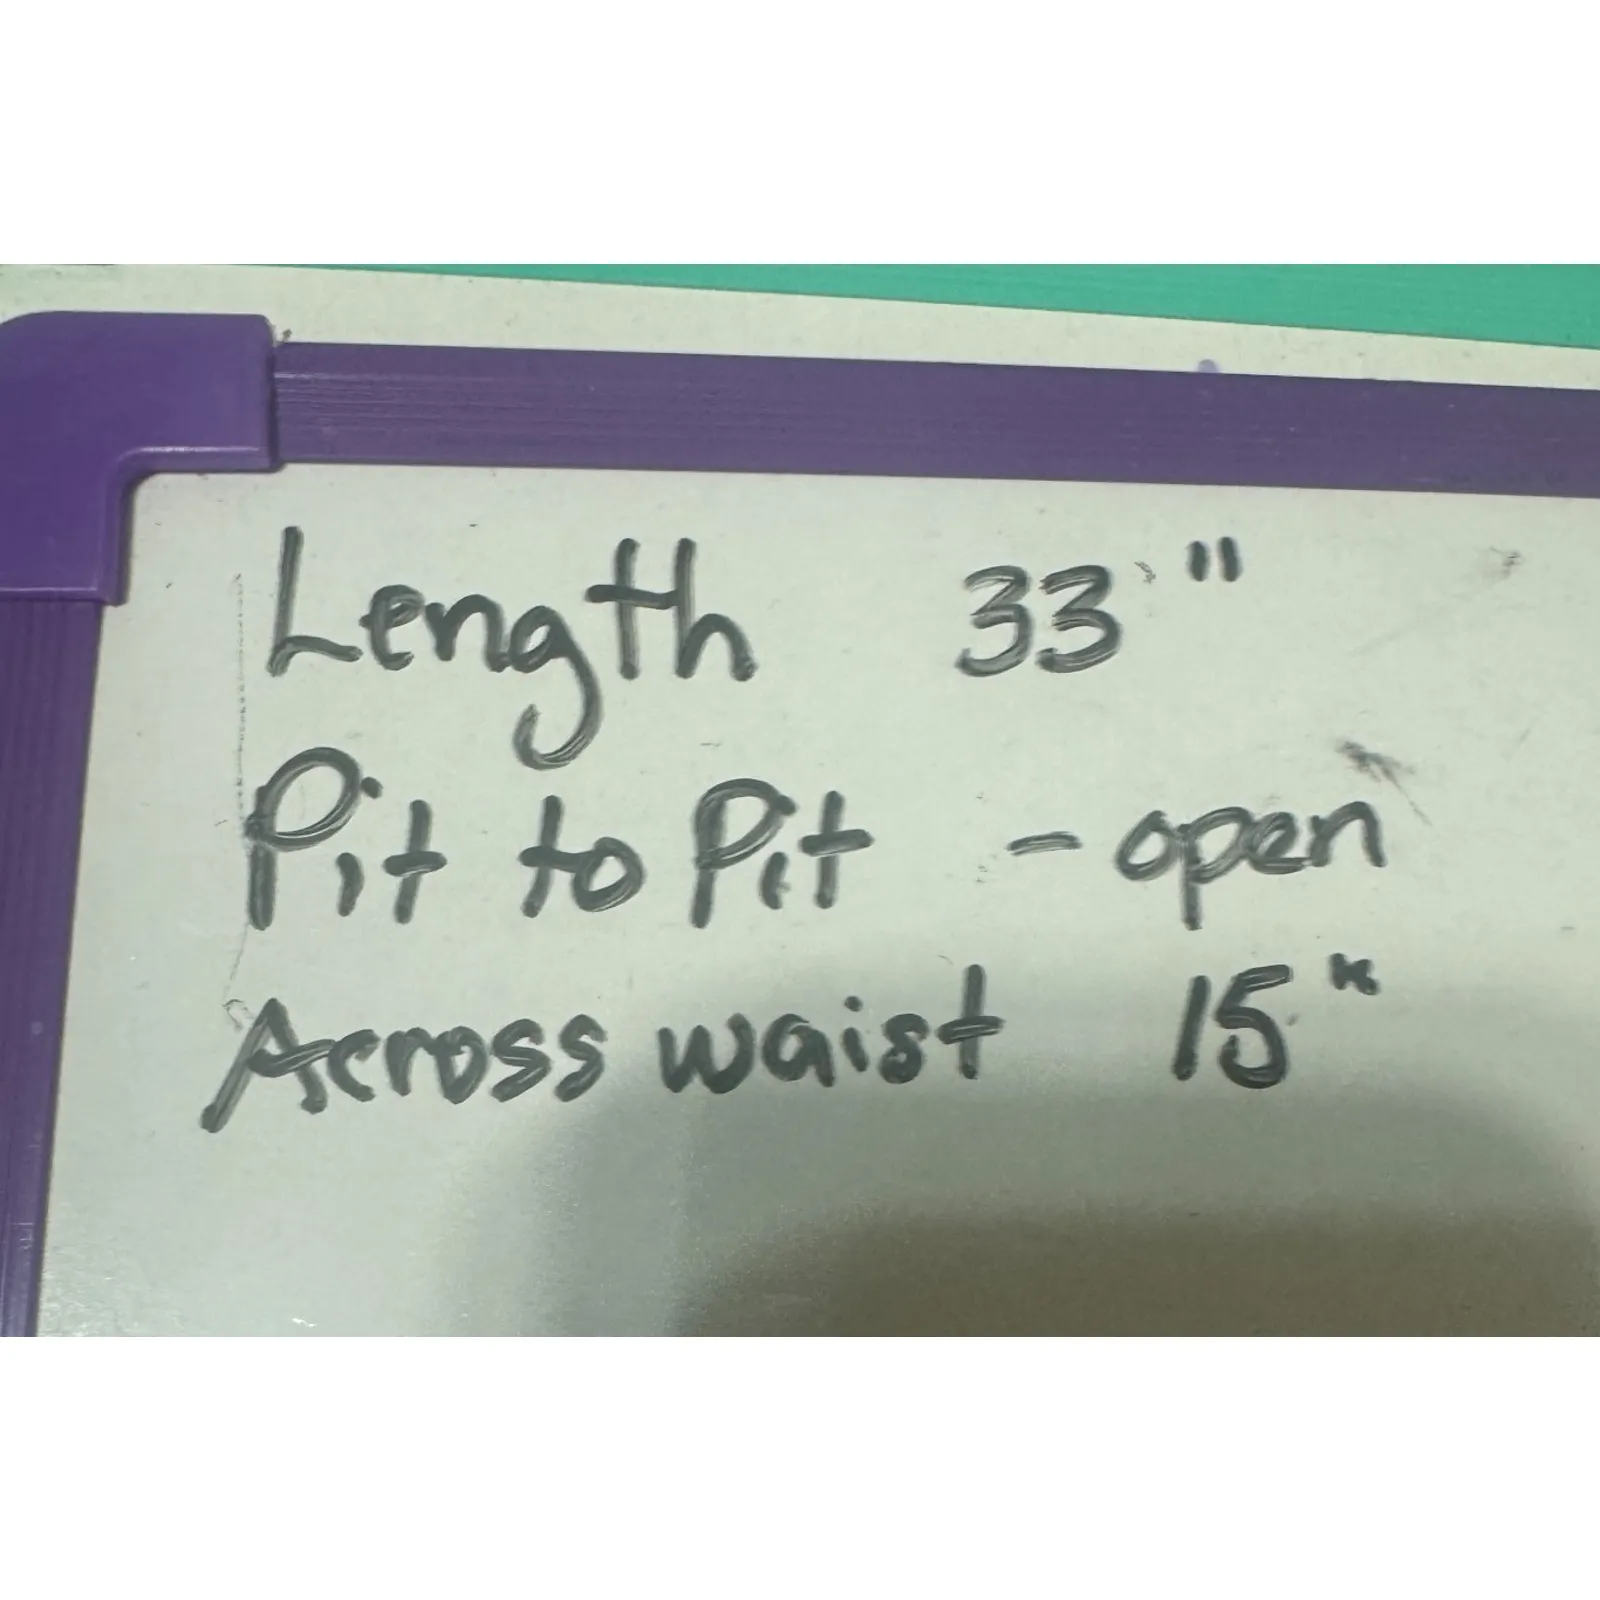 Length 33"
Pit to Pit - open
Across waist 15"